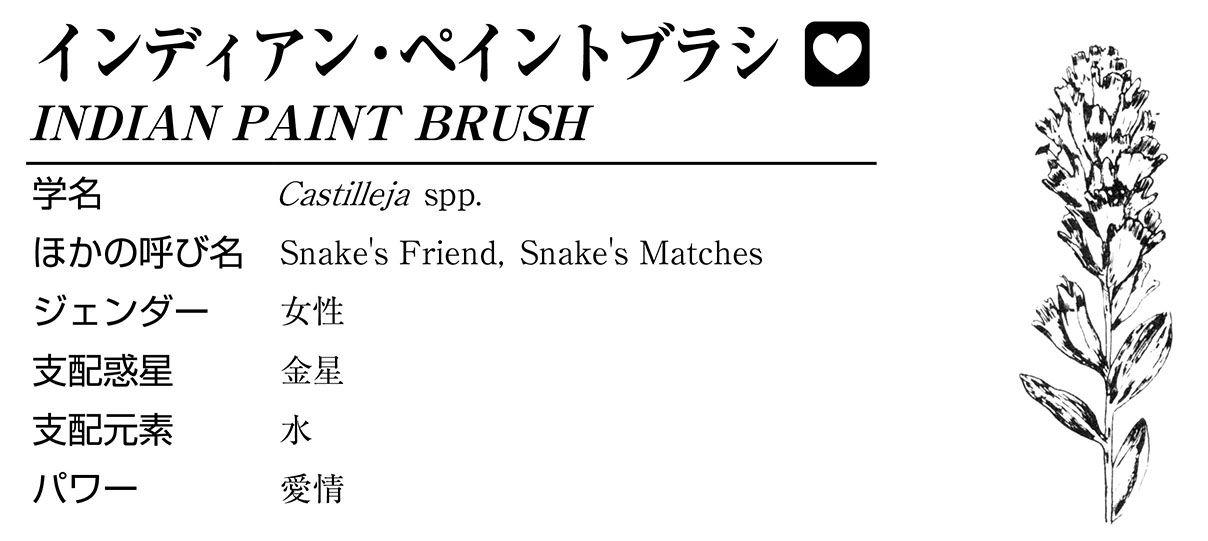 インディアン・ペイントブラシ
INDIAN PAINT BRUSH
学名 Castilleja spp.
ほかの呼び名 Snake's Friend, Snake's Matches
ジェンダー 女性
支配惑星 金星
支配元素 水
パワー 愛情